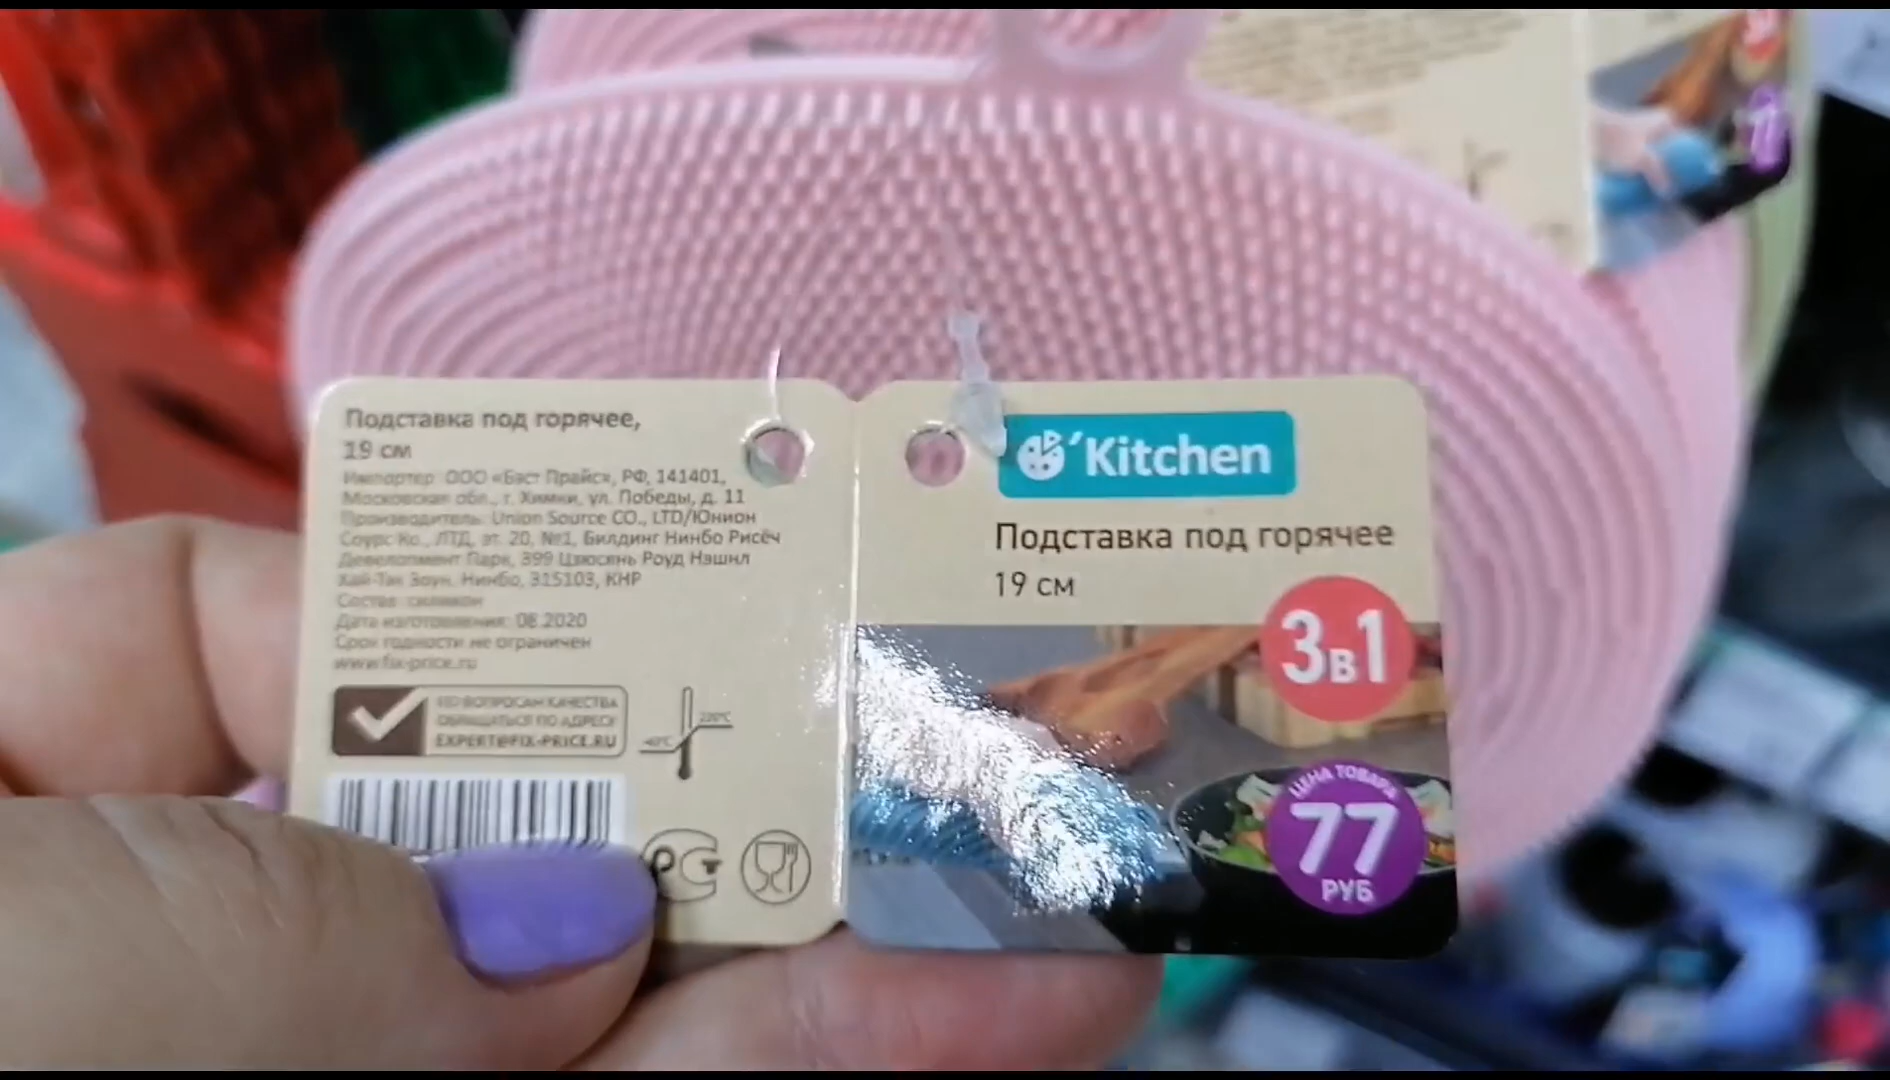 Подставка под горячее,
19 см
Импортер: ООО «Бэст Прайс», РФ, 141401,
Московская обл., г. Химки, ул. Победы, д. 11
Производитель: Union Source CO., LTD/Юнион
Соурс Ко., ЛТД, эт. 20, №1, Билдинг Нинбо Рисёч
Девелопмент Парк, 399 Цзюсянь Роуд Нэшнл
Хай-Тэк Зоун, Нинбо, 315103, КНР
Состав: силикон
Дата изготовления: 08.2020
Срок годности не ограничен
www.fix-price.ru
ПО ВОПРОСАМ КАЧЕСТВА
ОБРАЩАТЬСЯ ПО АДРЕСУ
EXPERT@FIX-PRICE.RU
220°C
-40°C
РСТ
'Kitchen
Подставка под горячее
19 см
3в1
ЦЕНА ТОВАРА
77
РУБ